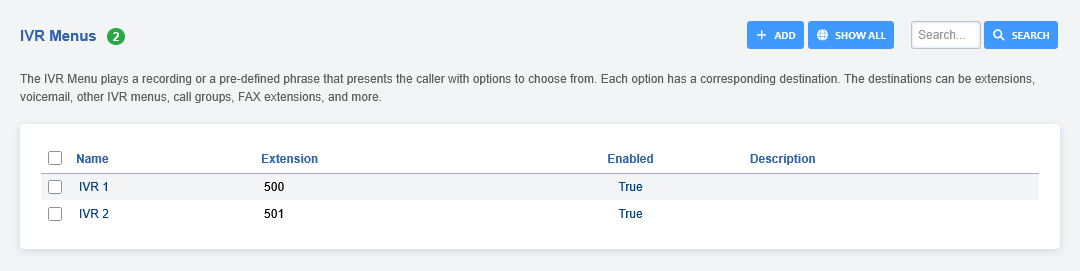 IVR Menus 2
ADD SHOW ALL Search... SEARCH
The IVR Menu plays a recording or a pre-defined phrase that presents the caller with options to choose from. Each option has a corresponding destination. The destinations can be extensions,
voicemail, other IVR menus, call groups, FAX extensions, and more.
Name Extension Enabled Description
IVR 1 500 True
IVR 2 501 True